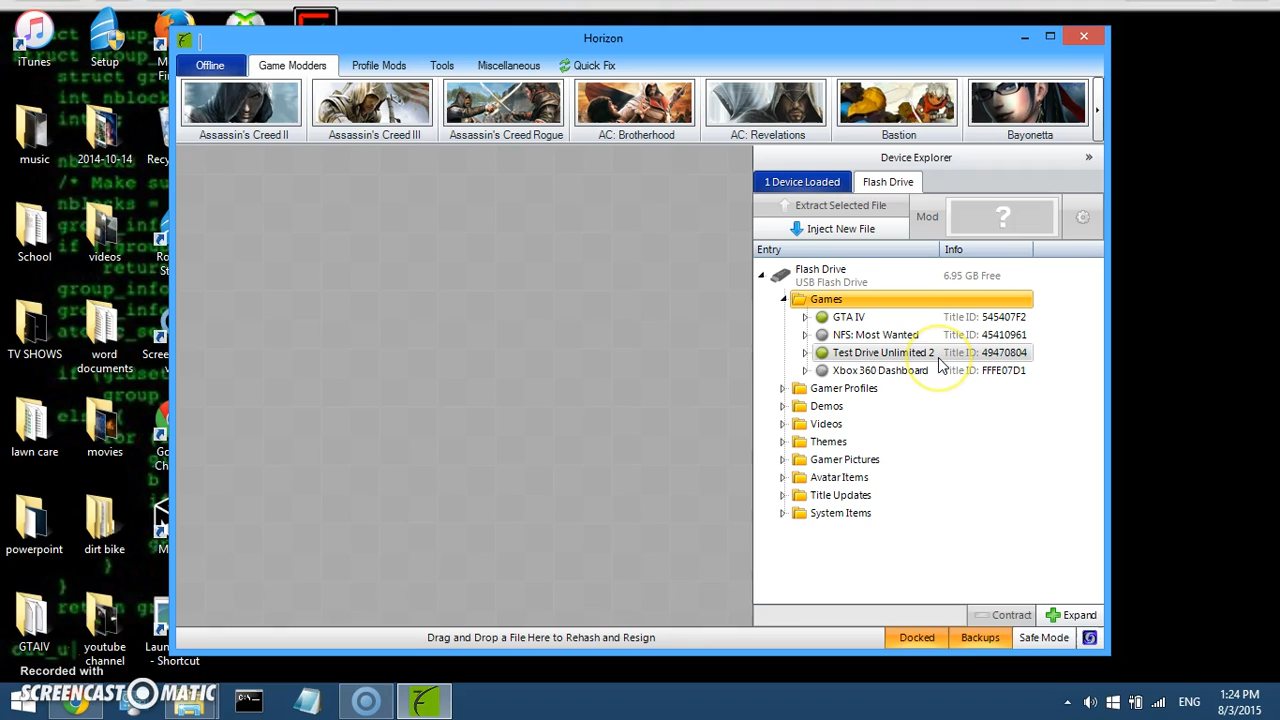 iTunes
Setup
Horizon
Offline
Game Modders
Profile Mods
Tools
Miscellaneous
Quick Fix
Assassin's Creed II
Assassin's Creed III
Assassin's Creed Rogue
AC: Brotherhood
AC: Revelations
Bastion
Bayonetta
music
2014-10-14
Device Explorer
1 Device Loaded
Flash Drive
Extract Selected File
Inject New File
Mod
?
Entry
Info
School
videos
Flash Drive
USB Flash Drive
6.95 GB Free
Games
GTA IV
Title ID: 545407F2
NFS: Most Wanted
Title ID: 45410961
Test Drive Unlimited 2
Title ID: 49470804
Xbox 360 Dashboard
Title ID: FFFE07D1
Gamer Profiles
Demos
Videos
Themes
Gamer Pictures
Avatar Items
Title Updates
System Items
TV SHOWS
word
documents
lawn care
movies
powerpoint
dirt bike
GTAIV
youtube
channel
- Shortcut
Contract
Expand
Drag and Drop a File Here to Rehash and Resign
Docked
Backups
Safe Mode
Recorded with
SCREENCAST-O-MATIC
ENG
1:24 PM
8/3/2015